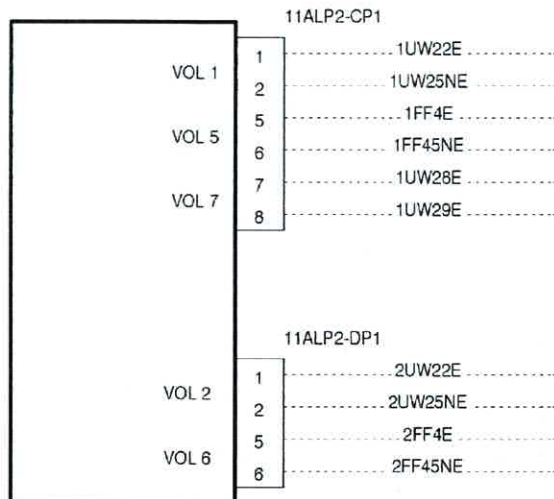 11ALP2-CP1
VOL 1
1 1UW22E
2 1UW25NE
VOL 5
5 1FF4E
6 1FF45NE
VOL 7
7 1UW28E
8 1UW29E
11ALP2-DP1
VOL 2
1 2UW22E
2 2UW25NE
VOL 6
5 2FF4E
6 2FF45NE